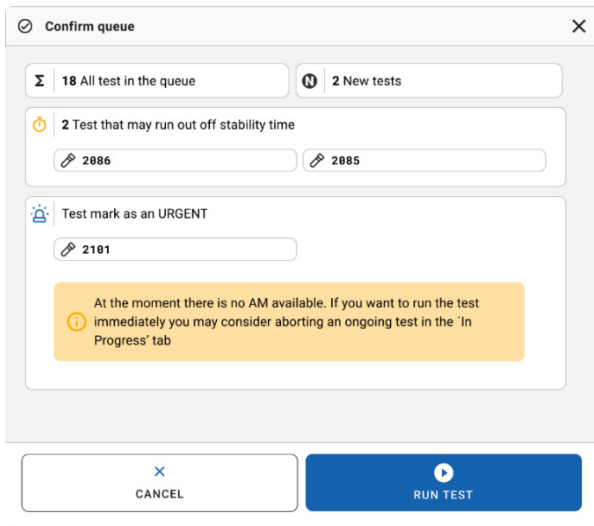 Confirm queue
Σ 18 All test in the queue
N 2 New tests
2 Test that may run out off stability time
2086
2085
Test mark as an URGENT
2101
At the moment there is no AM available. If you want to run the test
immediately you may consider aborting an ongoing test in the ´In
Progress' tab
CANCEL
RUN TEST